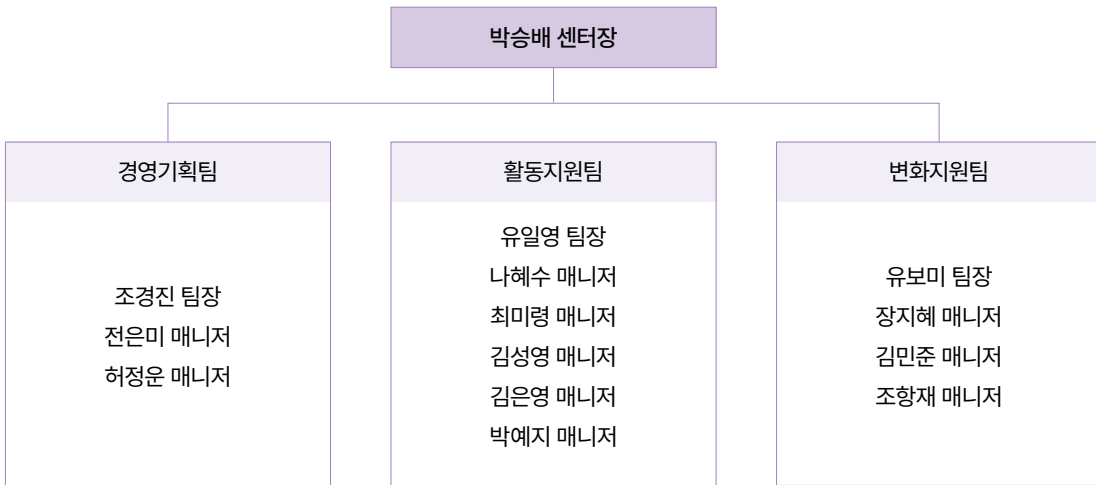 박승배 센터장
경영기획팀
조경진 팀장
전은미 매니저
허정운 매니저
활동지원팀
유일영 팀장
나혜수 매니저
최미령 매니저
김성영 매니저
김은영 매니저
박예지 매니저
변화지원팀
유보미 팀장
장지혜 매니저
김민준 매니저
조항재 매니저